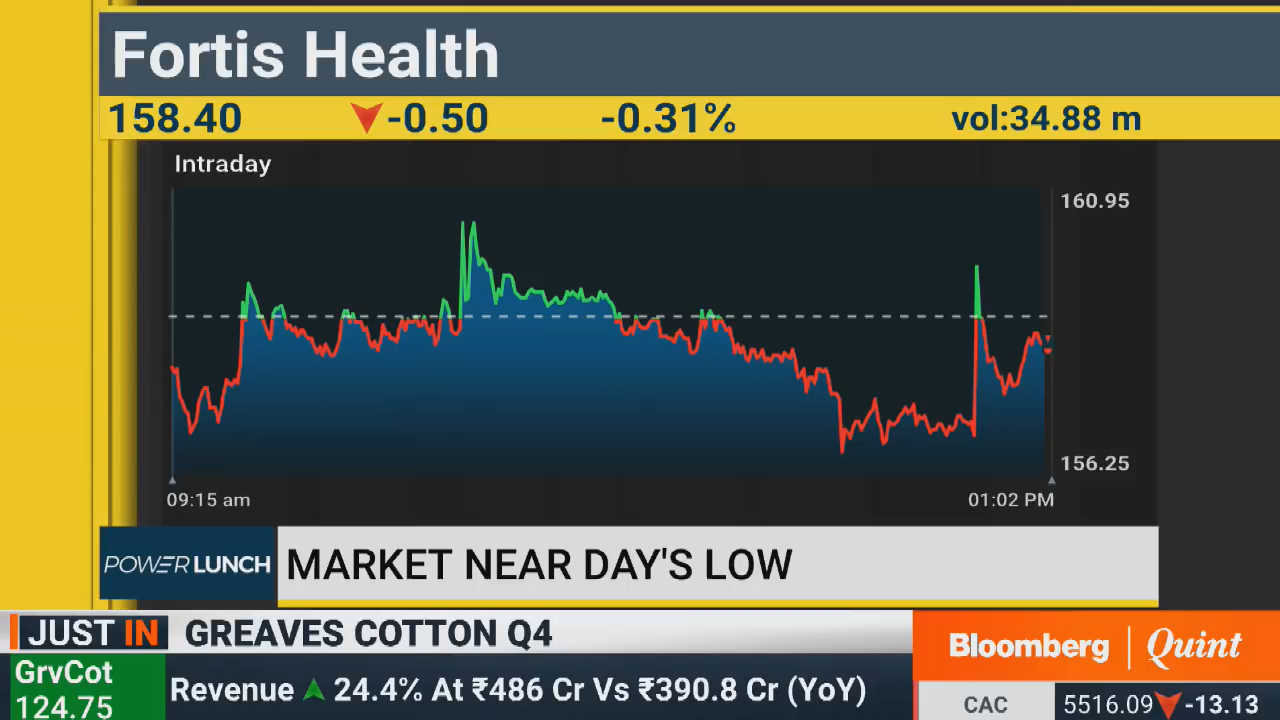 Fortis Health
158.40 -0.50 -0.31% vol:34.88 m
Intraday
160.95
156.25
09:15 am 01:02 PM
POWER LUNCH MARKET NEAR DAY'S LOW
JUST IN GREAVES COTTON Q4
Bloomberg | Quint
GrvCot
124.75
Revenue 24.4% At ₹486 Cr Vs ₹390.8 Cr (YoY)
CAC 5516.09 -13.13